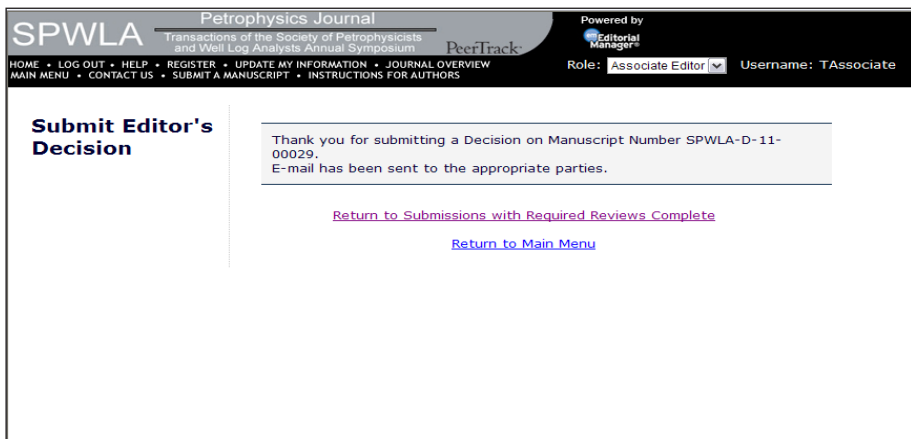 SPWLA
Petrophysics Journal
Transactions of the Society of Petrophysicists
and Well Log Analysts Annual Symposium
PeerTrack™
Powered by
Editorial
Manager®
HOME • LOG OUT • HELP • REGISTER • UPDATE MY INFORMATION • JOURNAL OVERVIEW
MAIN MENU • CONTACT US • SUBMIT A MANUSCRIPT • INSTRUCTIONS FOR AUTHORS
Role: Associate Editor Username: TAssociate
Submit Editor's
Decision
Thank you for submitting a Decision on Manuscript Number SPWLA-D-11-
00029.
E-mail has been sent to the appropriate parties.
Return to Submissions with Required Reviews Complete
Return to Main Menu